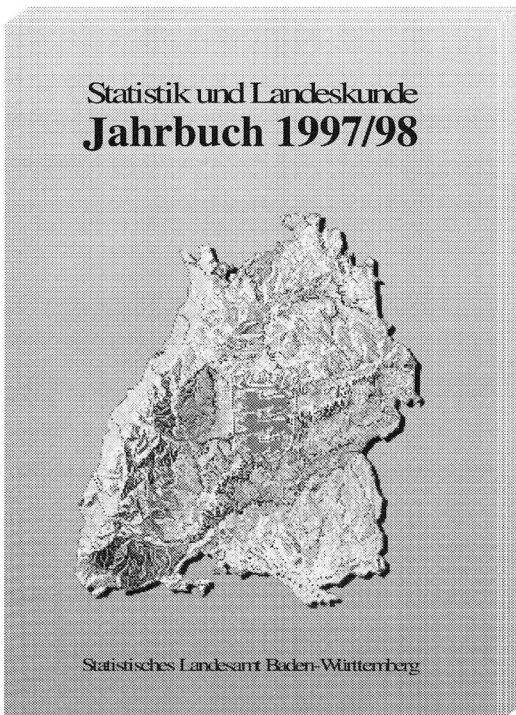 Statistik und Landeskunde
Jahrbuch 1997/98
Statistisches Landesamt Baden-Württemberg